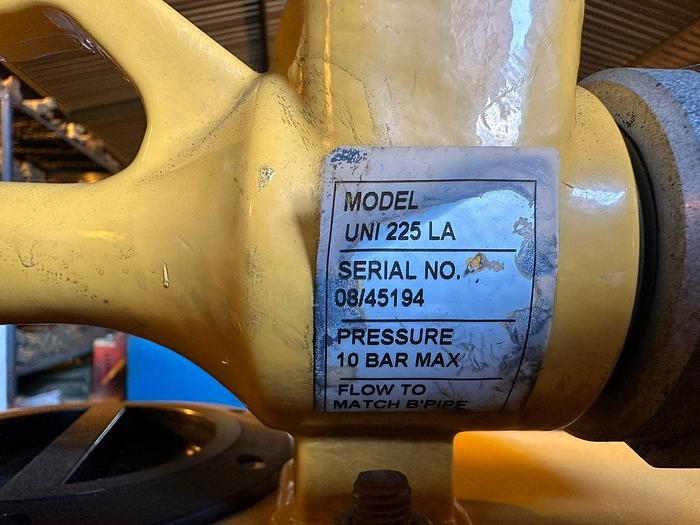 MODEL
UNI 225 LA
SERIAL NO.
08/45194
PRESSURE
10 BAR MAX
FLOW TO
MATCH B'PIPE